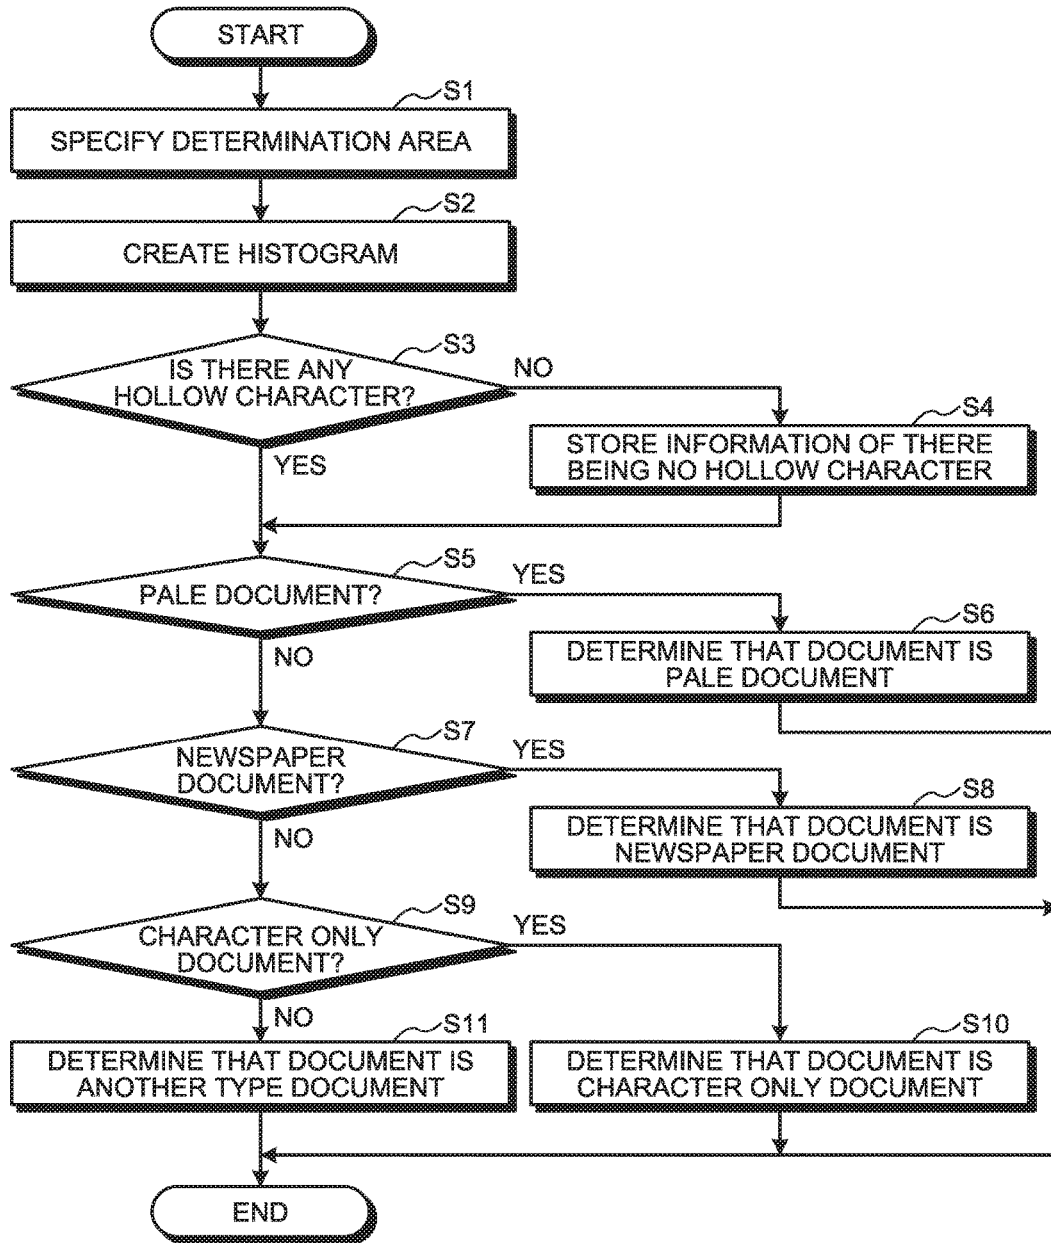 START
S1
SPECIFY DETERMINATION AREA
S2
CREATE HISTOGRAM
S3
IS THERE ANY
HOLLOW CHARACTER?
NO
YES
S4
STORE INFORMATION OF THERE
BEING NO HOLLOW CHARACTER
S5
PALE DOCUMENT?
YES
NO
S6
DETERMINE THAT DOCUMENT IS
PALE DOCUMENT
S7
NEWSPAPER
DOCUMENT?
YES
NO
S8
DETERMINE THAT DOCUMENT IS
NEWSPAPER DOCUMENT
S9
CHARACTER ONLY
DOCUMENT?
YES
NO
S11
DETERMINE THAT DOCUMENT IS
ANOTHER TYPE DOCUMENT
S10
DETERMINE THAT DOCUMENT IS
CHARACTER ONLY DOCUMENT
END